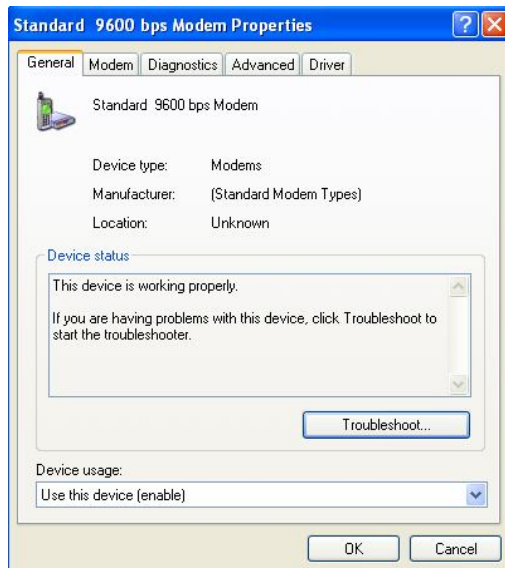 Standard 9600 bps Modem Properties
General Modem Diagnostics Advanced Driver
Standard 9600 bps Modem
Device type: Modems
Manufacturer: (Standard Modem Types)
Location: Unknown
Device status
This device is working properly.
If you are having problems with this device, click Troubleshoot to
start the troubleshooter.
Troubleshoot...
Device usage:
Use this device (enable)
OK Cancel